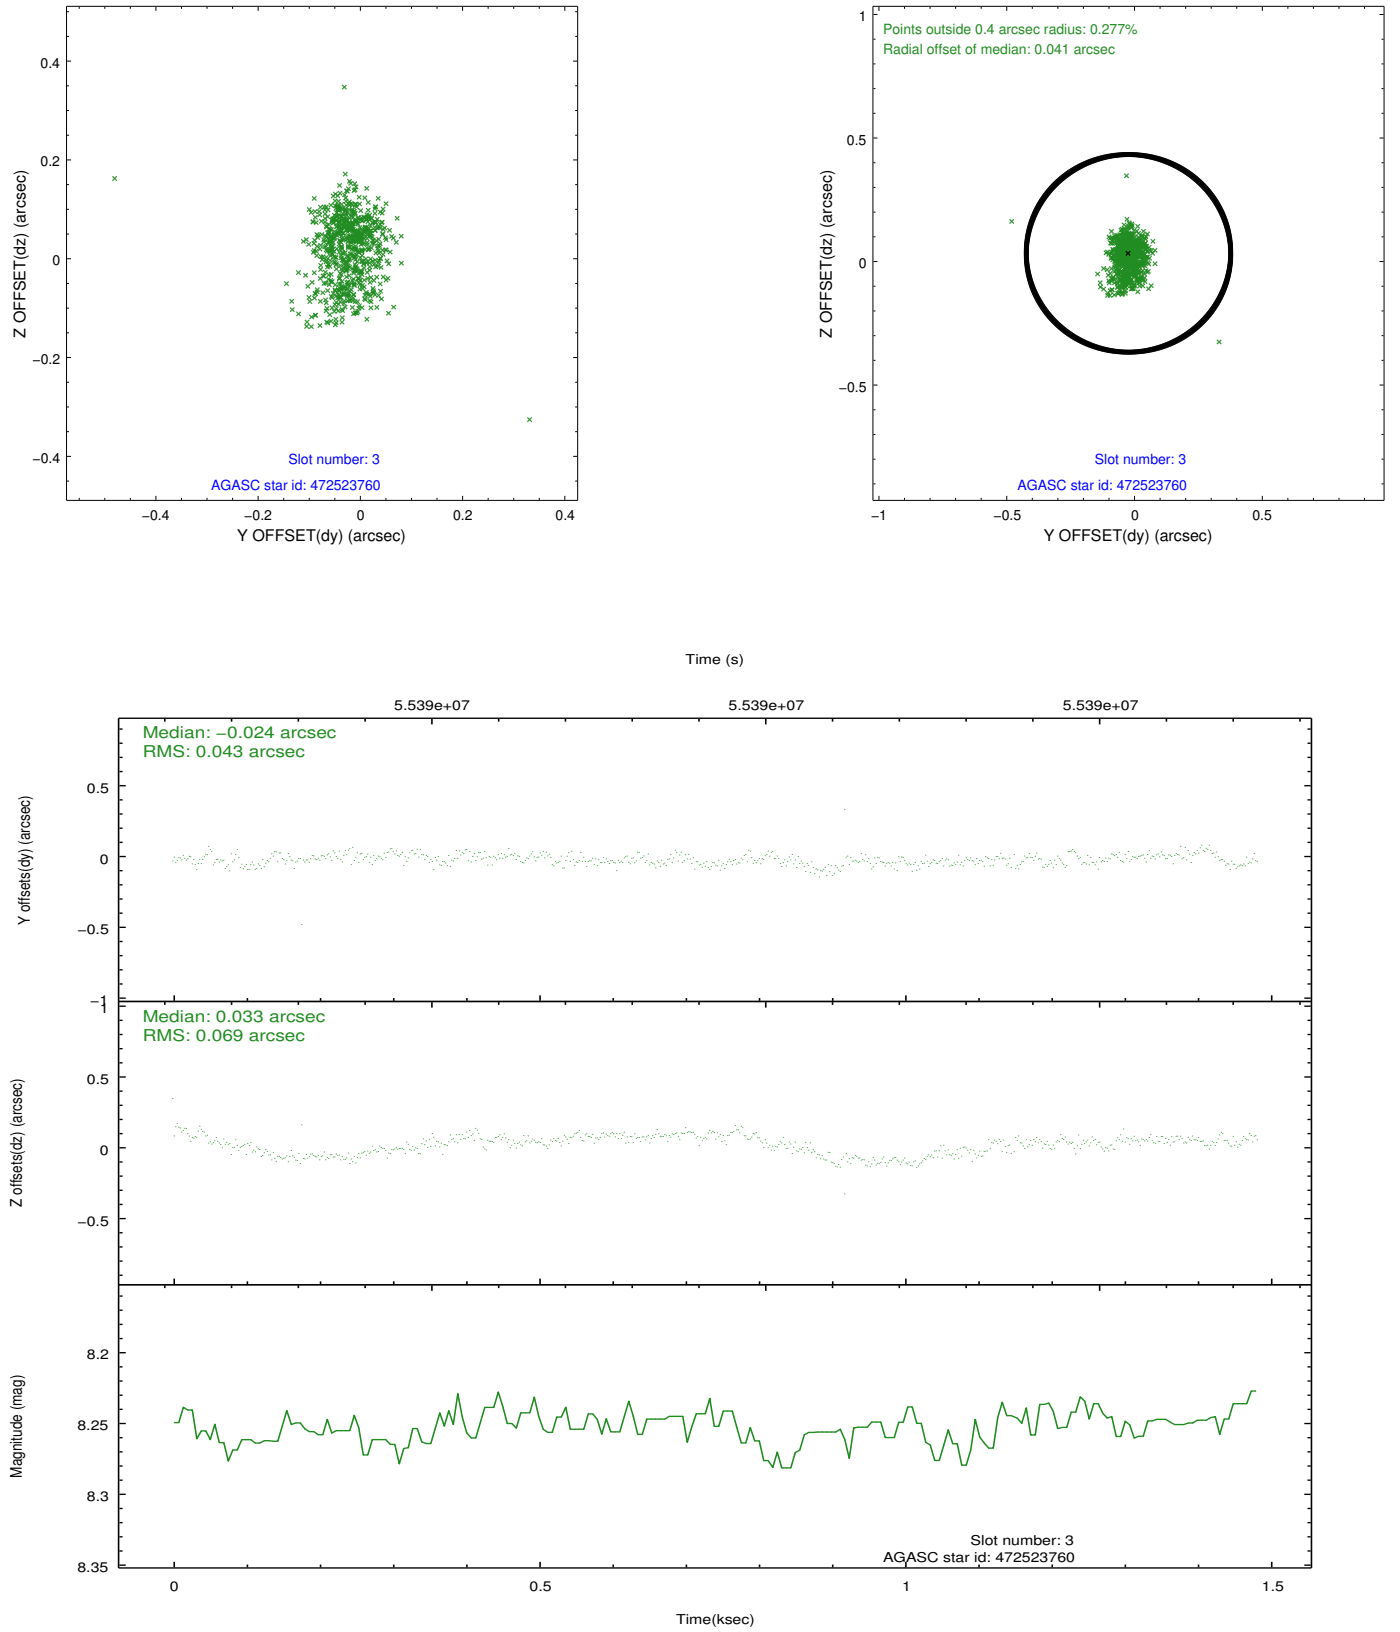 0.4
0.2
0
−0.2
−0.4
Z OFFSET(dz) (arcsec)
Slot number: 3
AGASC star id: 472523760
−0.4
−0.2
0
0.2
0.4
Y OFFSET(dy) (arcsec)
Points outside 0.4 arcsec radius: 0.277%
Radial offset of median: 0.041 arcsec
1
0.5
0
−0.5
Z OFFSET(dz) (arcsec)
Slot number: 3
AGASC star id: 472523760
−1
−0.5
0
0.5
Y OFFSET(dy) (arcsec)
Time (s)
5.539e+07
5.539e+07
5.539e+07
Median: −0.024 arcsec
RMS: 0.043 arcsec
0.5
0
−0.5
−1
Y offsets(dy) (arcsec)
Median: 0.033 arcsec
RMS: 0.069 arcsec
1
0.5
0
−0.5
Z offsets(dz) (arcsec)
8.2
8.25
8.3
8.35
Magnitude (mag)
Slot number: 3
AGASC star id: 472523760
0
0.5
1
1.5
Time(ksec)